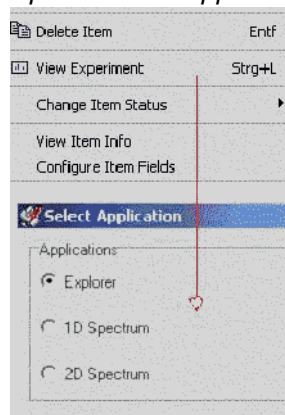 Delete Item Entf
View Experiment Strg+L
Change Item Status
View Item Info
Configure Item Fields
Select Application
Applications
Explorer
1D Spectrum
2D Spectrum